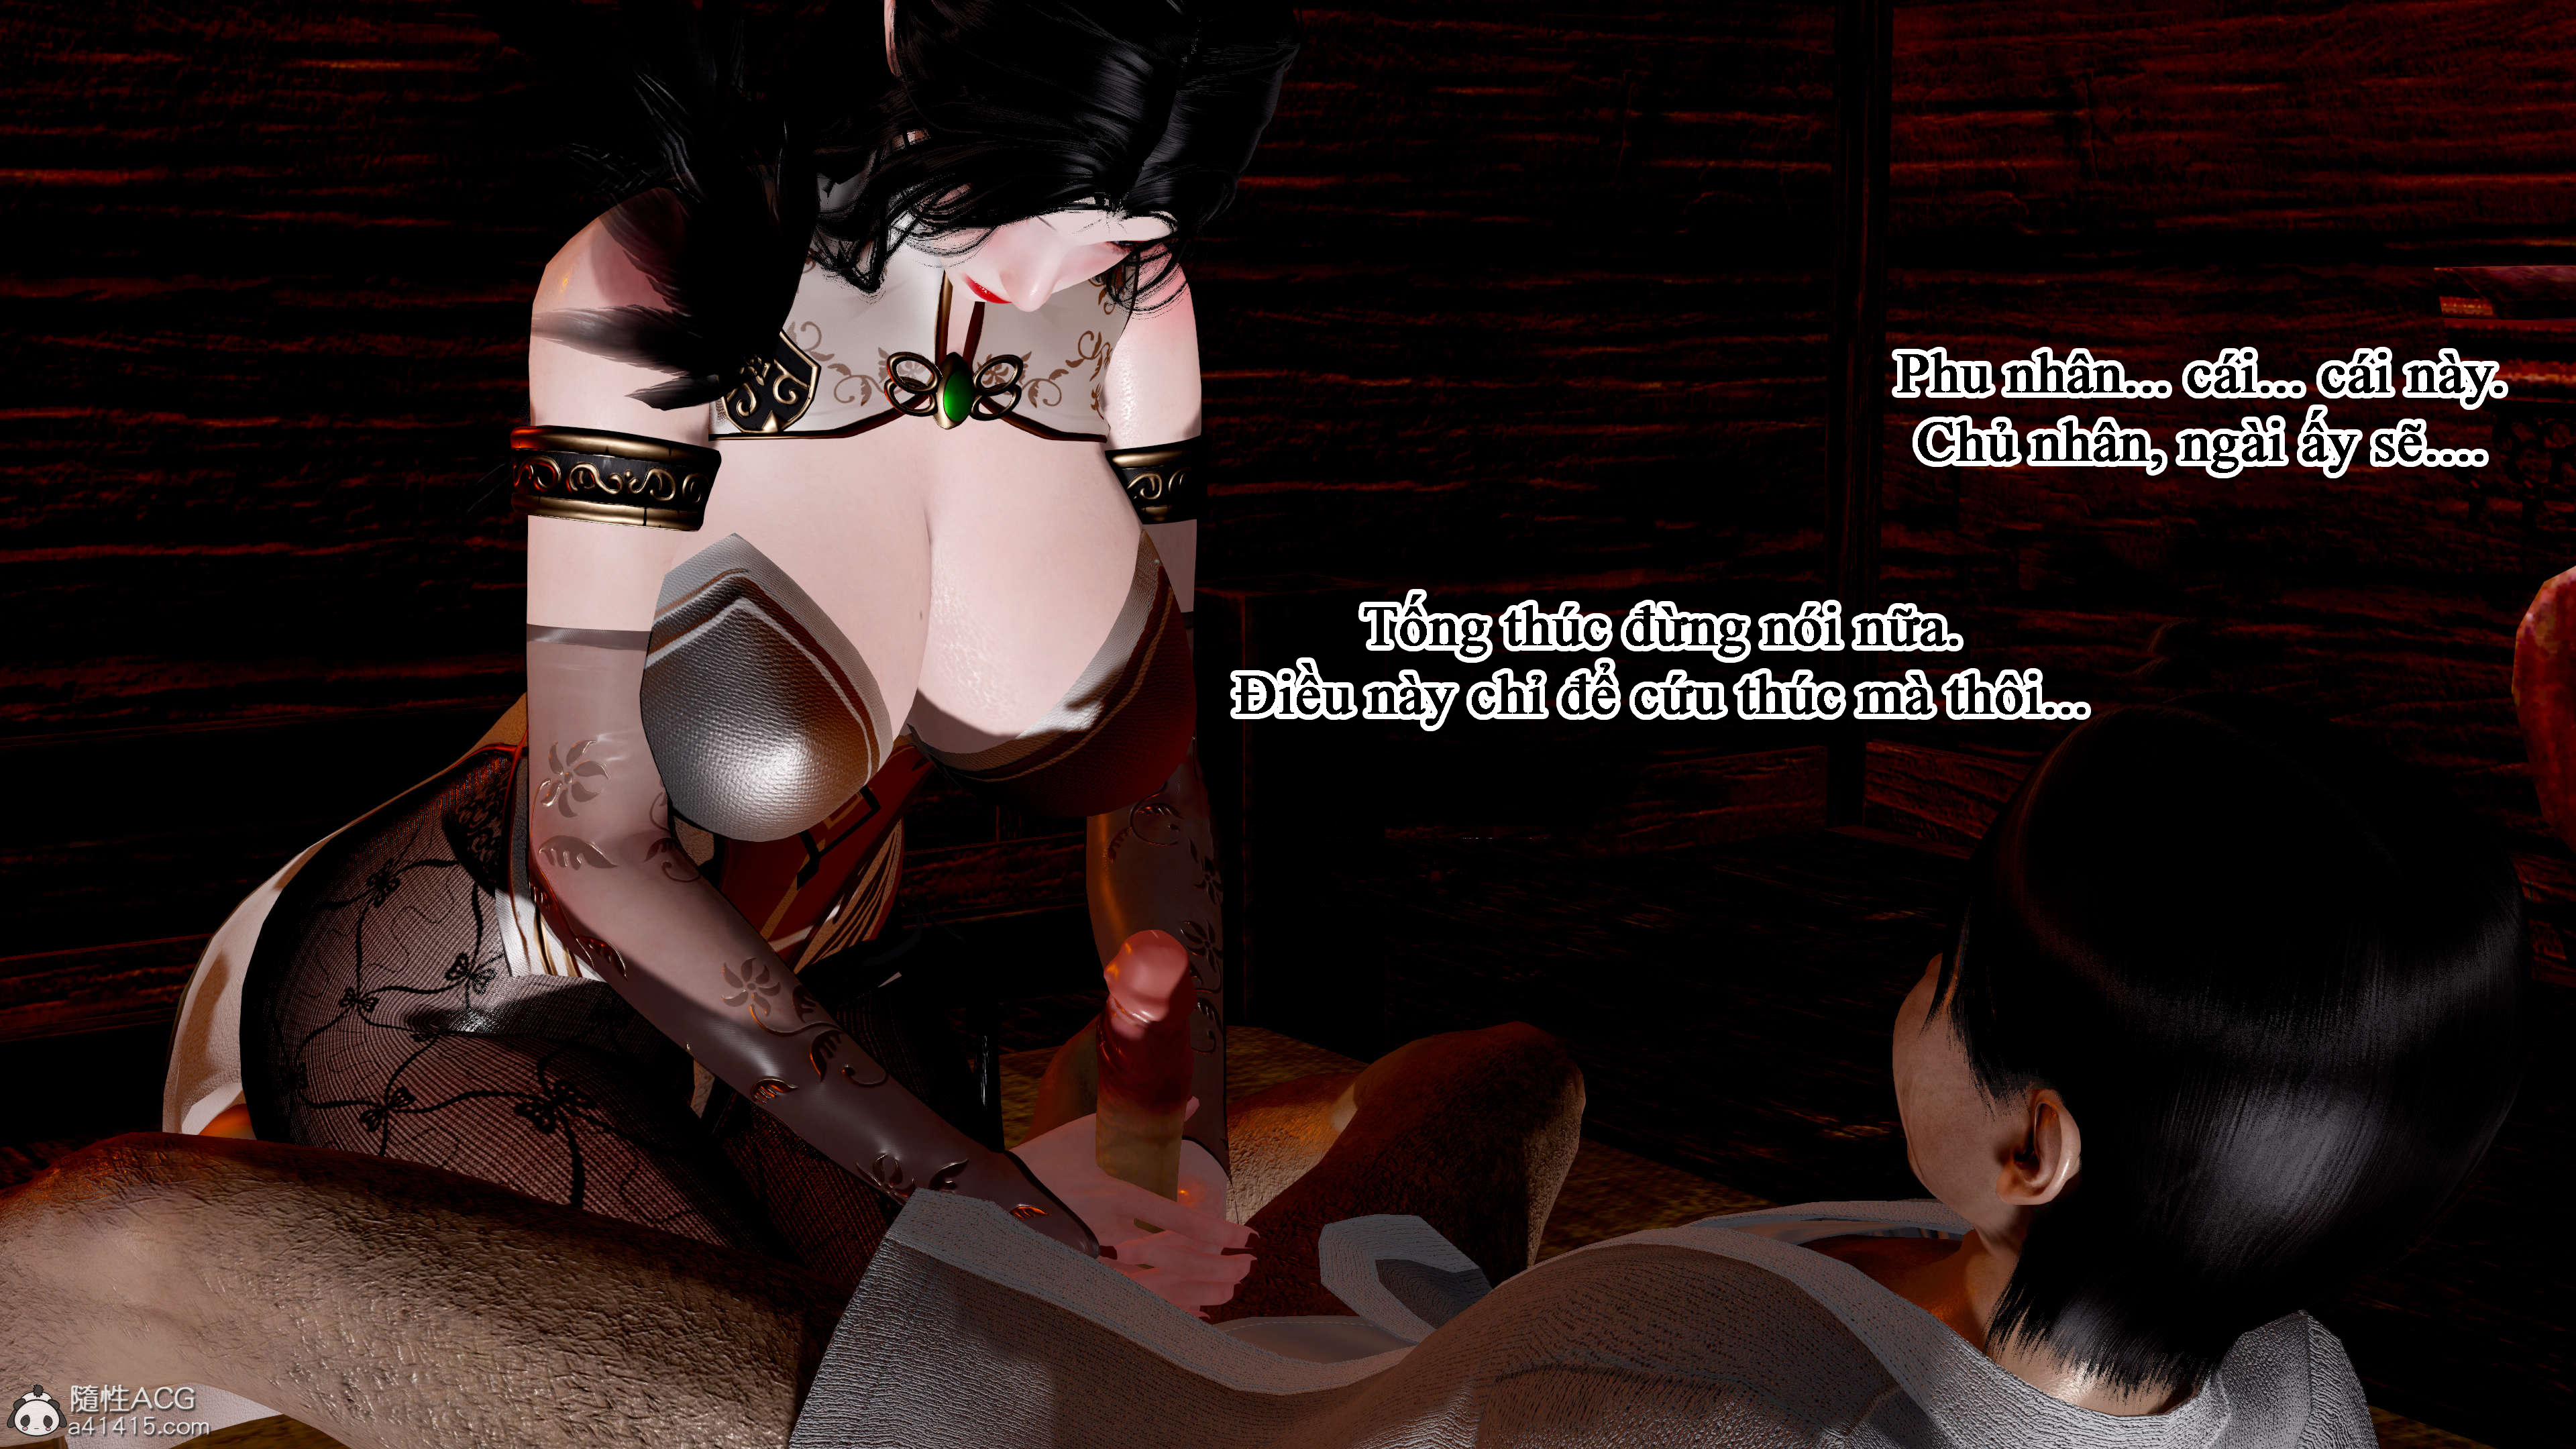 Phu nhân... cái... cái này.
Chủ nhân, ngài ấy sẽ....
Tống thúc đừng nói nữa.
Điều này chỉ để cứu thúc mà thôi...
隨性ACG
a41415.com